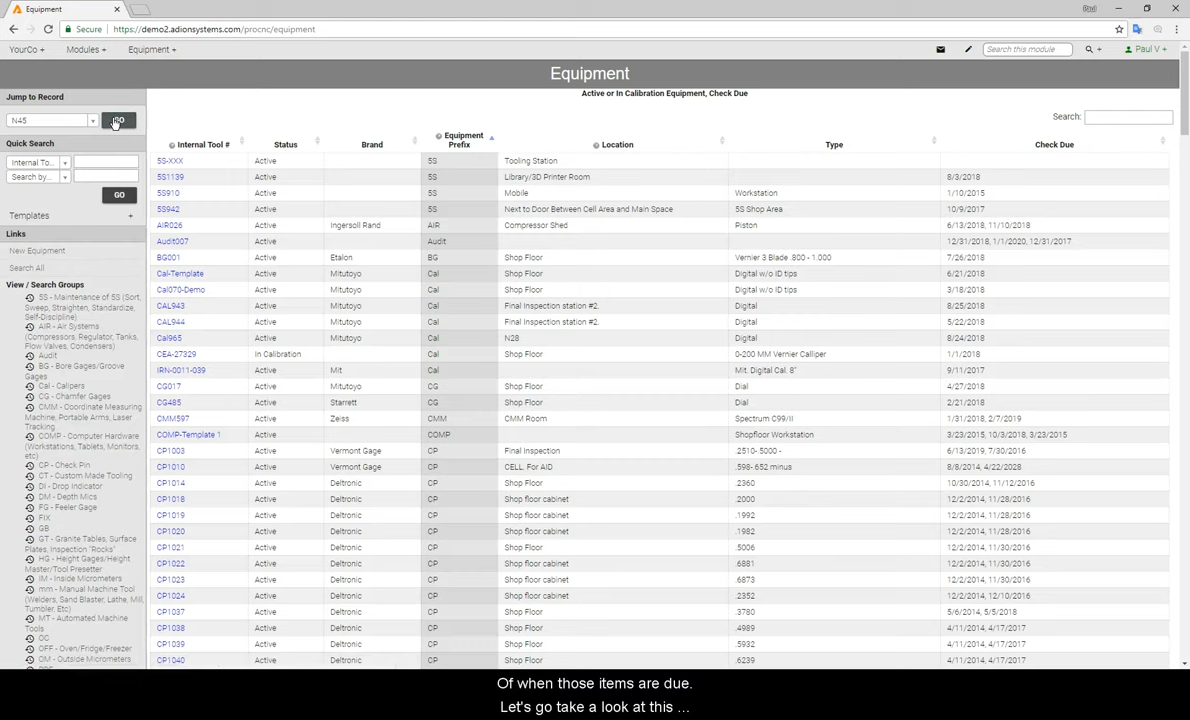 Equipment
Paul
Secure https://demo2.adionsystems.com/procnc/equipment
YourCo + Modules + Equipment + Search this module + Paul V +
Equipment
Jump to Record
N45 GO
Quick Search
Internal To...
Search by...
GO
Templates +
Links
New Equipment
Search All
View / Search Groups
5S - Maintenance of 5S (Sort,
Sweep, Straighten, Standardize,
Self-Discipline)
AIR - Air Systems
(Compressors, Regulator, Tanks,
Flow Valves, Condensers)
Audit
BG - Bore Gages/Groove
Gages
Cal - Calipers
CG - Chamfer Gages
CMM - Coordinate Measuring
Machine, Portable Arms, Laser
Tracking
COMP - Computer Hardware
(Workstations, Tablets, Monitors,
etc)
CP - Check Pin
CT - Custom Made Tooling
DI - Drop Indicator
DM - Depth Mics
FG - Feeler Gage
FIX
GB
GT - Granite Tables, Surface
Plates, Inspection "Rocks"
HG - Height Gages/Height
Master/Tool Presetter
IM - Inside Micrometers
mm - Manual Machine Tool
(Welders, Sand Blaster, Lathe, Mill,
Tumbler, Etc)
MT - Automated Machine
Tools
OC
OFF - Oven/Fridge/Freezer
OM - Outside Micrometers
Active or In Calibration Equipment, Check Due
Search:
Internal Tool # Status Brand Equipment Prefix Location Type Check Due
5S-XXX Active 5S Tooling Station
5S1139 Active 5S Library/3D Printer Room 8/3/2018
5S910 Active 5S Mobile Workstation 1/10/2015
5S942 Active 5S Next to Door Between Cell Area and Main Space 5S Shop Area 10/9/2017
AIR026 Active Ingersoll Rand AIR Compressor Shed Piston 6/13/2018, 11/10/2018
Audit007 Active Audit 12/31/2018, 1/1/2020, 12/31/2017
BG001 Active Etalon BG Shop Floor Vernier 3 Blade .800 - 1.000 7/26/2018
Cal-Template Active Mitutoyo Cal Shop Floor Digital w/o ID tips 6/21/2018
Cal070-Demo Active Mitutoyo Cal Shop Floor Digital w/o ID tips 3/18/2018
CAL943 Active Mitutoyo Cal Final Inspection station #2. Digital 8/25/2018
CAL944 Active Mitutoyo Cal Final Inspection station #2. Digital 5/22/2018
Cal965 Active Mitutoyo Cal N28 Digital 8/24/2018
CEA-27329 In Calibration Cal Shop Floor 0-200 MM Vernier Calliper 1/1/2018
IRN-0011-039 Active Mit Cal Mit. Digital Cal. 8" 9/11/2017
CG017 Active Mitutoyo CG Shop Floor Dial 4/27/2018
CG485 Active Starrett CG Shop Floor Dial 2/21/2018
CMM597 Active Zeiss CMM CMM Room Spectrum C99/II 1/31/2018, 2/7/2019
COMP-Template 1 Active COMP Shopfloor Workstation 3/23/2015, 10/3/2018, 3/23/2015
CP1003 Active Vermont Gage CP Final Inspection .2510-.5000 - 6/13/2019, 7/30/2016
CP1010 Active Vermont Gage CP CELL. For AID .598-.652 minus 8/8/2014, 4/22/2028
CP1014 Active Deltronic CP Shop Floor .2360 10/30/2014, 11/12/2016
CP1018 Active Deltronic CP Shop floor cabinet .2000 12/2/2014, 11/28/2016
CP1019 Active Deltronic CP Shop floor cabinet .1992 12/2/2014, 11/28/2016
CP1020 Active Deltronic CP Shop floor cabinet .1982 12/2/2014, 11/28/2016
CP1021 Active Deltronic CP Shop Floor .5006 12/2/2014, 11/30/2016
CP1022 Active Deltronic CP Shop Floor .6881 12/2/2014, 11/30/2016
CP1023 Active Deltronic CP Shop Floor .6873 12/2/2014, 11/30/2016
CP1024 Active Deltronic CP Shop floor cabinet .2352 12/2/2014, 12/10/2016
CP1037 Active Deltronic CP Shop Floor .3780 5/6/2014, 5/5/2018
CP1038 Active Deltronic CP Shop Floor .4989 4/11/2014, 4/17/2017
CP1039 Active Deltronic CP Shop Floor .5932 4/11/2014, 4/17/2017
CP1040 Active Deltronic CP Shop Floor .6239 4/11/2014, 4/17/2017
Of when those items are due.
Let's go take a look at this ...